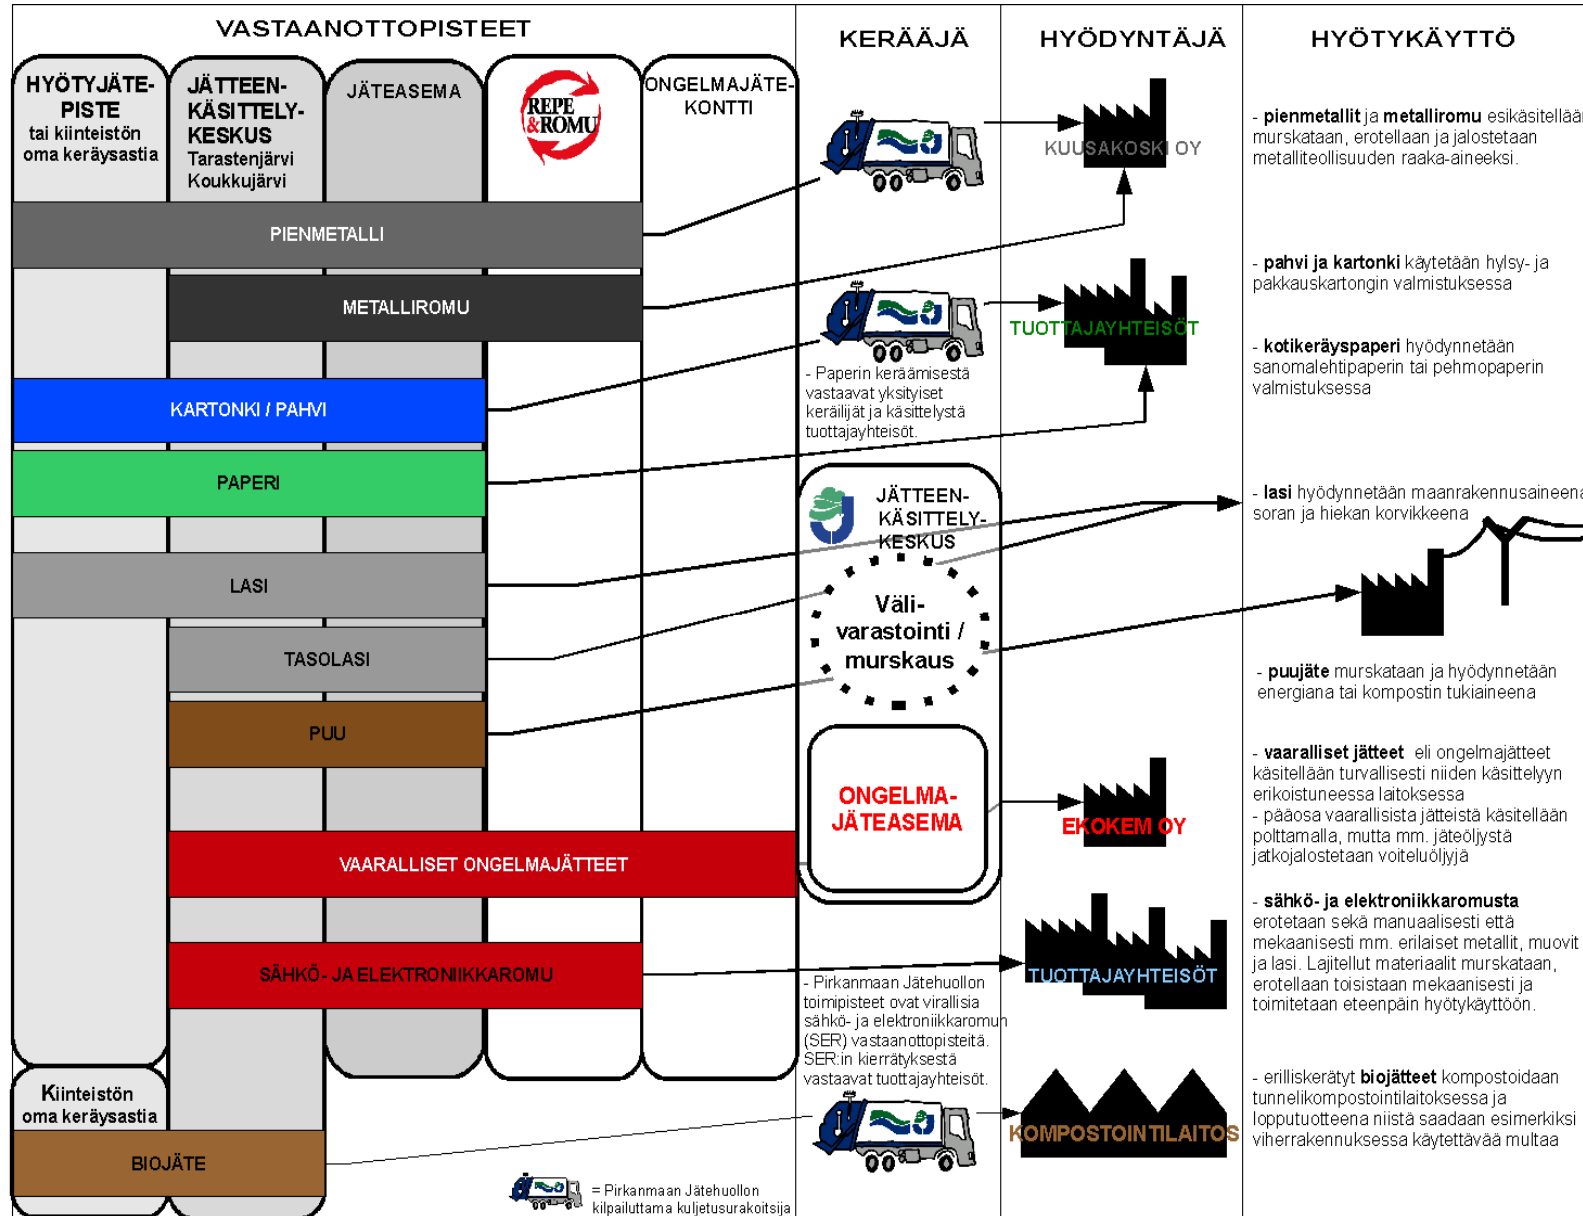 VASTAANOTTOPISTEET
KERÄÄJÄ
HYÖDYNTÄJÄ
HYÖTYKÄYTTÖ
HYÖTYJÄTE-
PISTE
tai kiinteistön
oma keräysastia
JÄTTEEN-
KÄSITTELY-
KESKUS
Tarastenjärvi
Koukkujärvi
JÄTEASEMA
REPE
&ROMU
ONGELMAJÄTE-
KONTTI
PIENMETALLI
METALLIROMU
KARTONKI / PAHVI
PAPERI
LASI
TASOLASI
PUU
VAARALLISET ONGELMAJÄTTEET
SÄHKÖ- JA ELEKTRONIIKKAROMU
Kiinteistön
oma keräysastia
BIOJÄTE
= Pirkanmaan Jätehuollon
kilpailuttama kuljetusurakoitsija
- Paperin keräämisestä
vastaavat yksityiset
keräilijät ja käsittelystä
tuottajayhteisöt.
JÄTTEEN-
KÄSITTELY-
KESKUS
Väli-
varastointi /
murskaus
ONGELMA-
JÄTEASEMA
- Pirkanmaan Jätehuollon
toimipisteet ovat virallisia
sähkö- ja elektroniikkaromun
(SER) vastaanottopisteitä.
SER:in kierrätyksestä
vastaavat tuottajayhteisöt.
KUUSAKOSKI OY
TUOTTAJAYHTEISÖT
EKOKEM OY
TUOTTAJAYHTEISÖT
KOMPOSTOINTILAITOS
- pienmetallit ja metalliromu esikäsitellään
murskataan, erotellaan ja jalostetaan
metalliteollisuuden raaka-aineeksi.
- pahvi ja kartonki käytetään hylsy- ja
pakkauskartongin valmistuksessa
- kotikeräyspaperi hyödynnetään
sanomalehtipaperin tai pehmopaperin
valmistuksessa
- lasi hyödynnetään maanrakennusaineena
soran ja hiekan korvikkeena
- puujäte murskataan ja hyödynnetään
energiana tai kompostin tukiaineena
- vaaralliset jätteet eli ongelmajätteet
käsitellään turvallisesti niiden käsittelyyn
erikoistuneessa laitoksessa
- pääosa vaarallisista jätteistä käsitellään
polttamalla, mutta mm. jäteöljystä
jatkojalostetaan voiteluöljyjä
- sähkö- ja elektroniikkaromusta
erotetaan sekä manuaalisesti että
mekaanisesti mm. erilaiset metallit, muovit
ja lasi. Lajitellut materiaalit murskataan,
erotellaan toisistaan mekaanisesti ja
toimitetaan eteenpäin hyötykäyttöön.
- erilliskerätyt biojätteet kompostoidaan
tunnelikompostointilaitoksessa ja
lopputuotteena niistä saadaan esimerkiksi
viherrakennuksessa käytettävää multaa